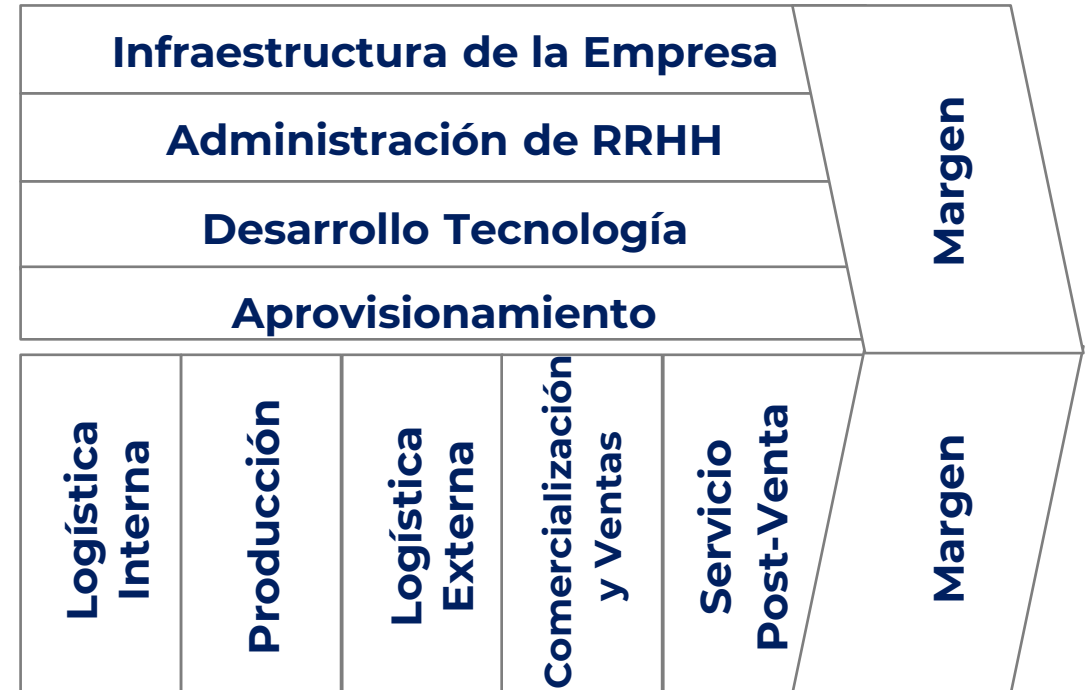 Infraestructura de la Empresa
Administración de RRHH
Desarrollo Tecnología
Aprovisionamiento
Margen
Logística
Interna
Producción
Logística
Externa
Comercialización
y Ventas
Servicio
Post-Venta
Margen